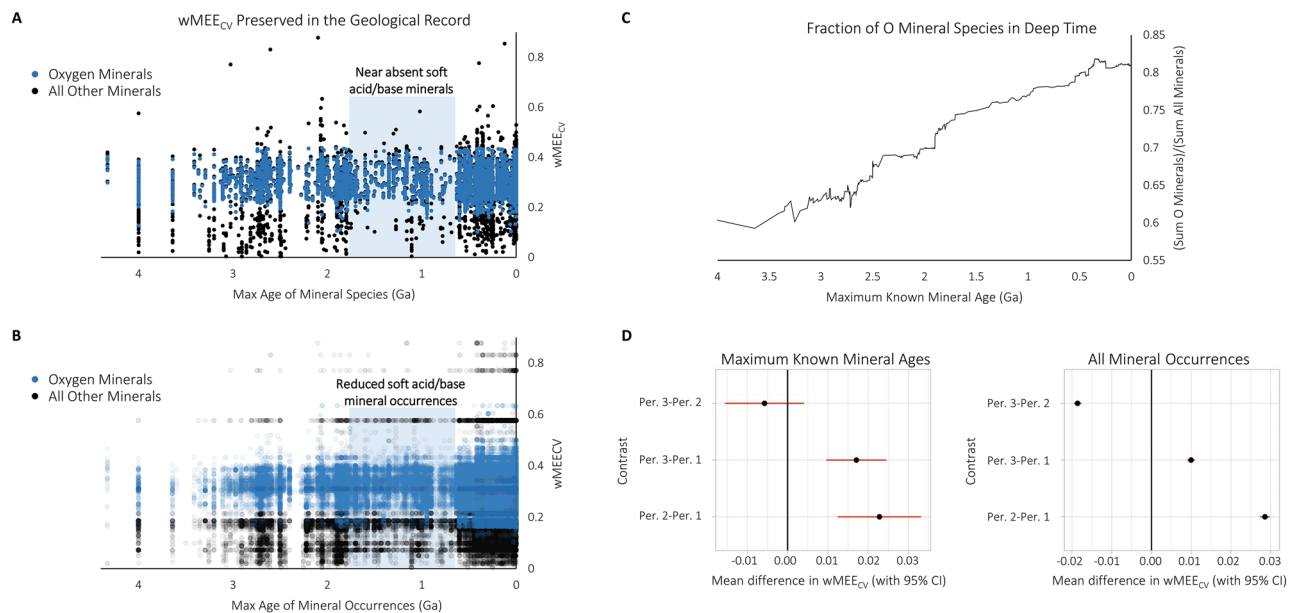 A
wMEE_CV Preserved in the Geological Record
Oxygen Minerals
All Other Minerals
Near absent soft
acid/base minerals
0.8
0.6
0.4
0.2
0
wMEE_CV
4 3 2 1 0
Max Age of Mineral Species (Ga)
B
Oxygen Minerals
All Other Minerals
Reduced soft acid/base
mineral occurrences
0.8
0.6
0.4
0.2
0
wMEECV
4 3 2 1 0
Max Age of Mineral Occurrences (Ga)
C
Fraction of O Mineral Species in Deep Time
0.85
0.8
0.75
0.7
0.65
0.6
0.55
(Sum O Minerals)/(Sum All Minerals)
4 3.5 3 2.5 2 1.5 1 0.5 0
Maximum Known Mineral Age (Ga)
D
Maximum Known Mineral Ages
Contrast
Per. 3-Per. 2
Per. 3-Per. 1
Per. 2-Per. 1
-0.01 0.00 0.01 0.02 0.03
Mean difference in wMEE_CV (with 95% CI)
All Mineral Occurrences
Contrast
Per. 3-Per. 2
Per. 3-Per. 1
Per. 2-Per. 1
-0.02 -0.01 0.00 0.01 0.02 0.03
Mean difference in wMEE_CV (with 95% CI)